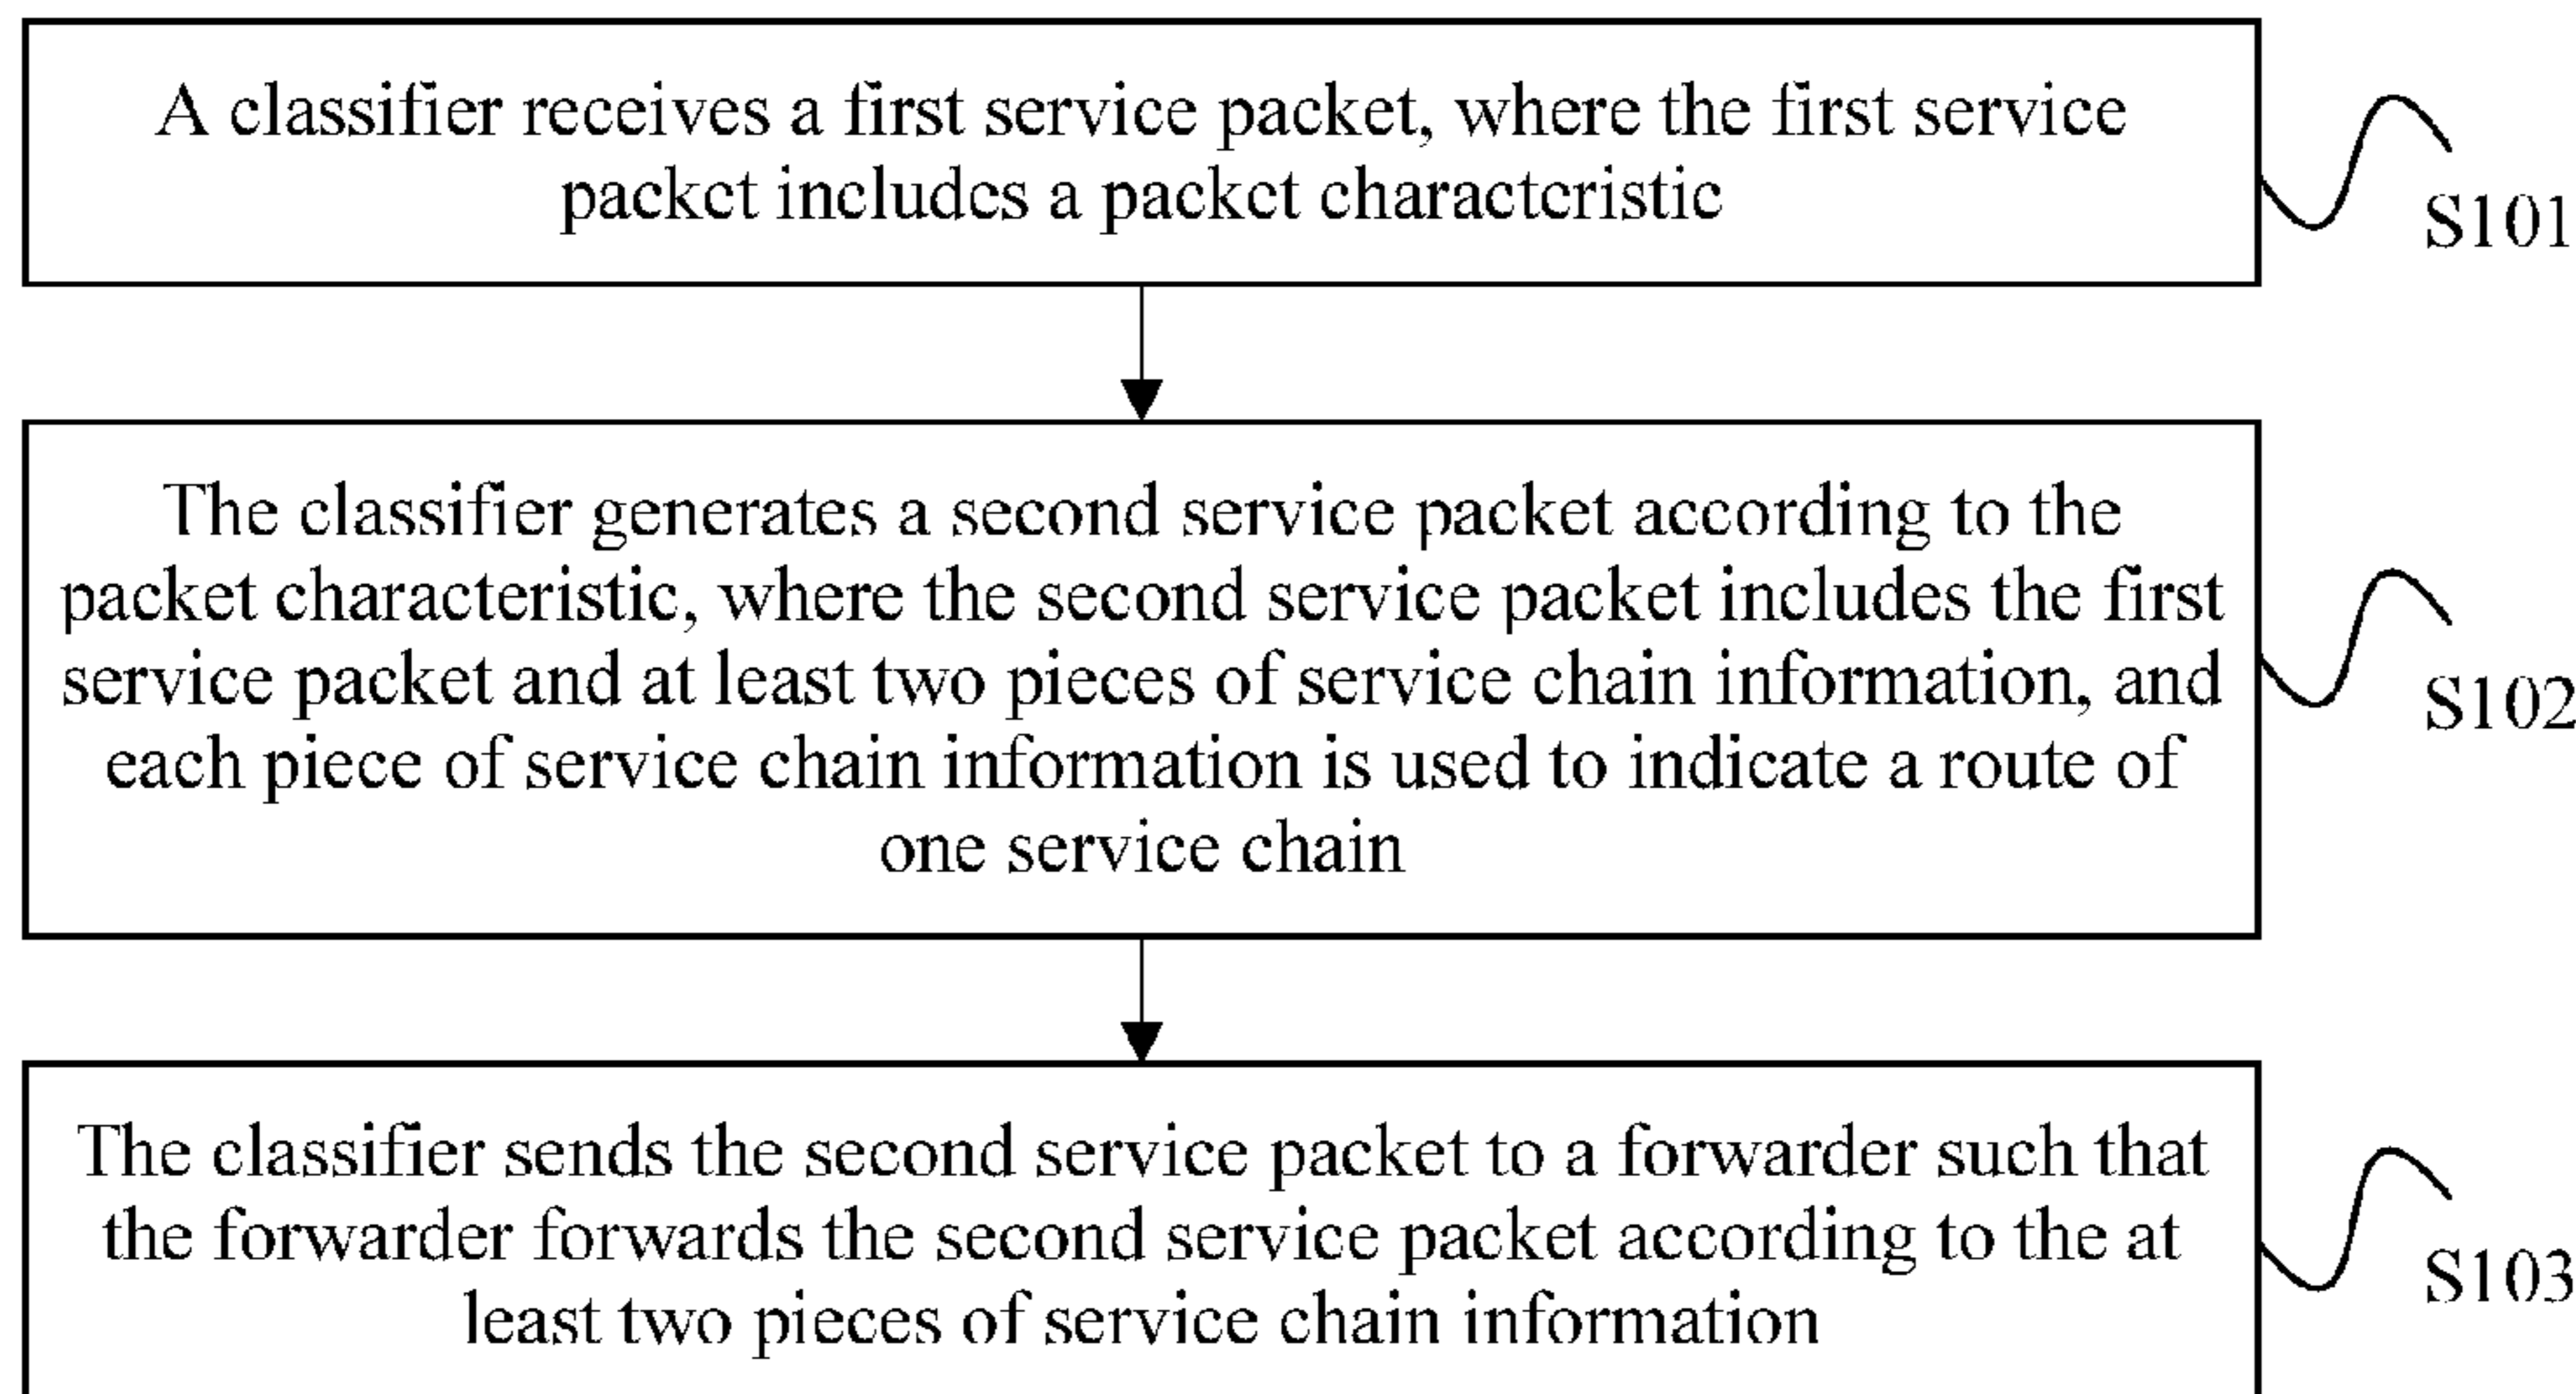 A classifier receives a first service packet, where the first service
packet includes a packet characteristic
S101
The classifier generates a second service packet according to the
packet characteristic, where the second service packet includes the first
service packet and at least two pieces of service chain information, and
each piece of service chain information is used to indicate a route of
one service chain
S102
The classifier sends the second service packet to a forwarder such that
the forwarder forwards the second service packet according to the at
least two pieces of service chain information
S103